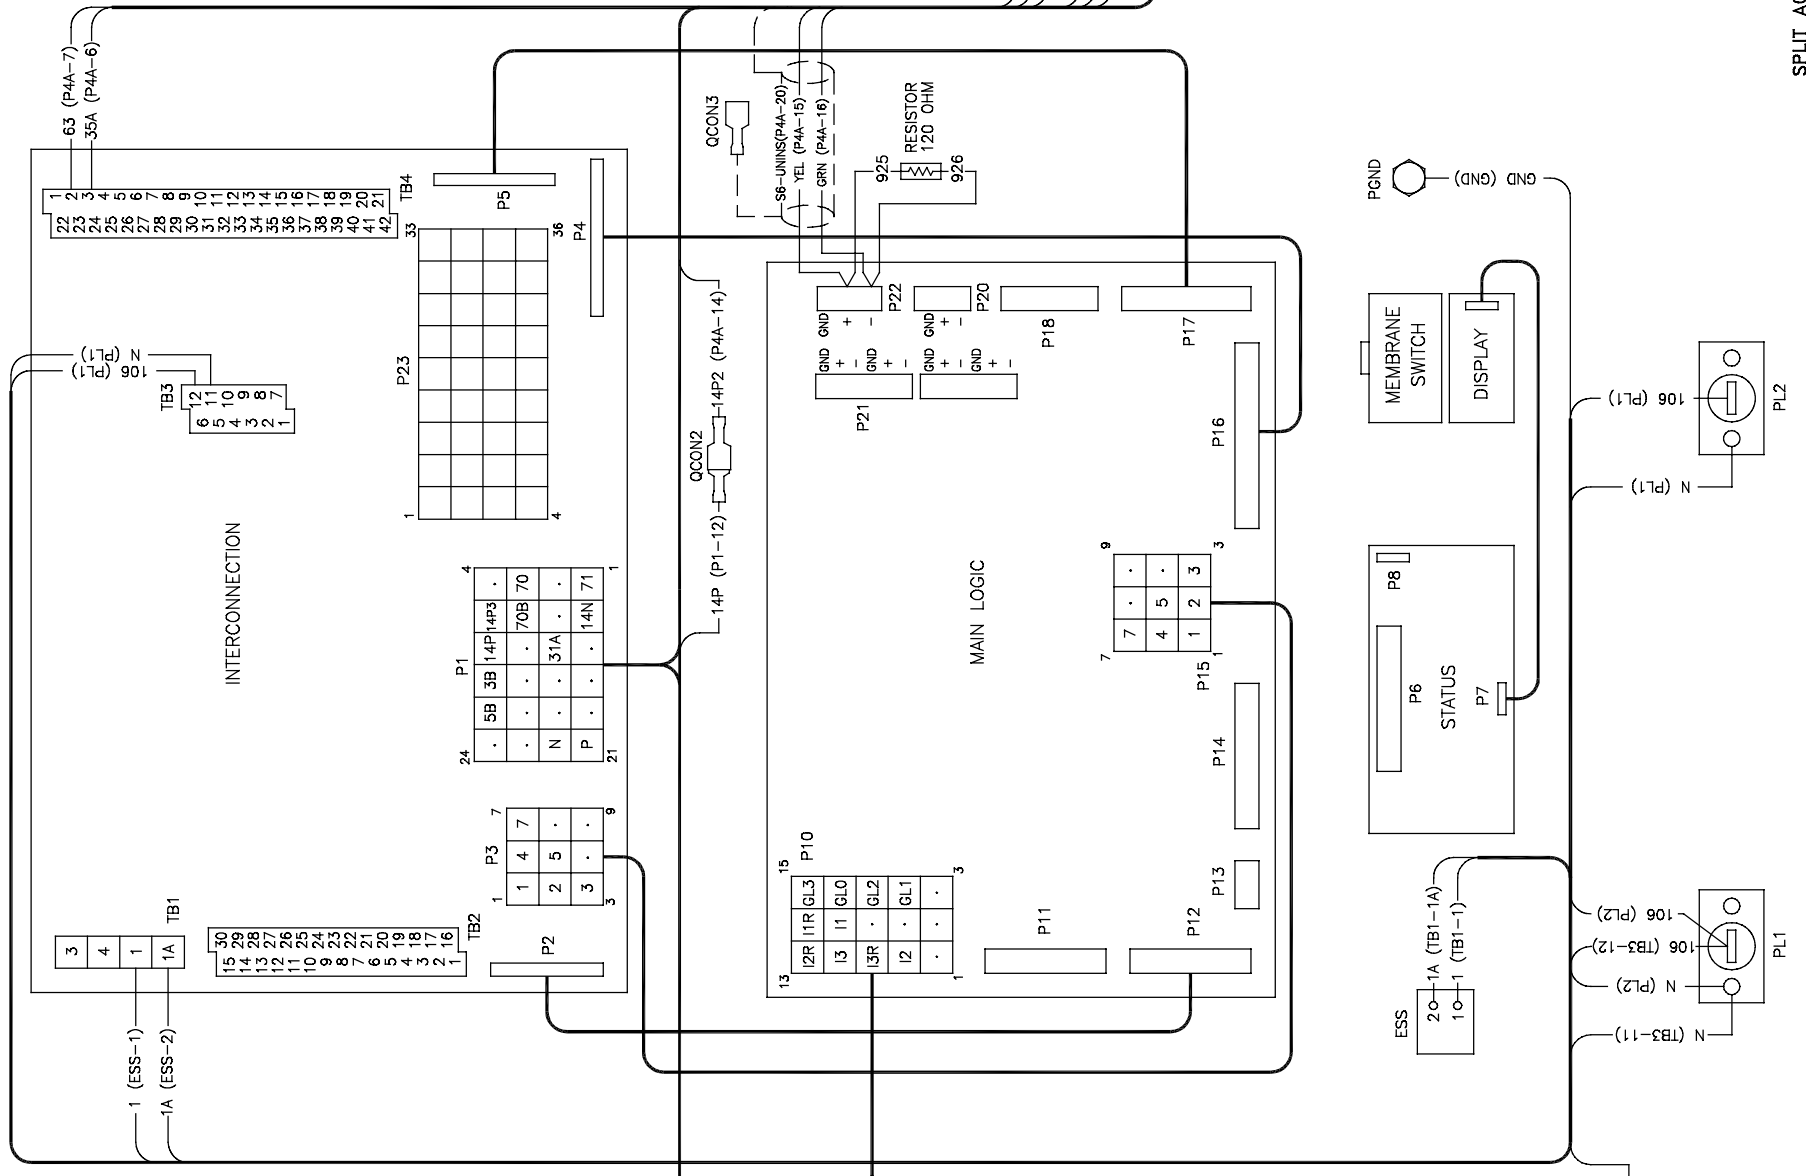 SPLIT AC
63 (P4A-7)
35A (P4A-6)
1 2 3 4 5 6 7 8 9 10 11 12 13 14 15 16 17 18 19 20 21
22 23 24 25 26 27 28 29 30 31 32 33 34 35 36 37 38 39 40 41 42
TB4
P5
P4
33
36
P23
1
4
N (PL1)
106 (PL1)
TB3
12 11 10 9 8 7
6 5 4 3 2 1
INTERCONNECTION
P1
4
1
24
21
· 5B 3B 14P 14P3 ·
· · · · 70B 70
N · · 31A · ·
P · · · 14N 71
P3
1
7
3
9
1 4 7
2 5 ·
3 · ·
TB1
3
4
1
1A
30 29 28 27 26 25 24 23 22 21 20 19 18 17 16
15 14 13 12 11 10 9 8 7 6 5 4 3 2 1
TB2
P2
1 (ESS-1)
1A (ESS-2)
QCON3
S6-UNINS(P4A-20)
YEL (P4A-15)
GRN (P4A-16)
925
RESISTOR
120 OHM
926
14P2 (P4A-14)
QCON2
14P (P1-12)
P22
GND
+
-
P20
GND
+
-
P18
P17
GND + - GND + -
P21
GND + - GND + -
P16
MAIN LOGIC
9
3
7
1
7 · ·
4 5 ·
1 2 3
P15
P14
P13
P12
P11
P10
15
3
13
1
I2R I1R GL3
I3 I1 GL0
I3R · GL2
I2 · GL1
· · ·
PGND
GND (GND)
MEMBRANE
SWITCH
DISPLAY
P8
P6
STATUS
P7
ESS
2 1A (TB1-1A)
1 1 (TB1-1)
106 (PL1)
N (PL1)
PL2
106 (PL2)
106 (TB3-12)
N (PL2)
N (TB3-11)
PL1